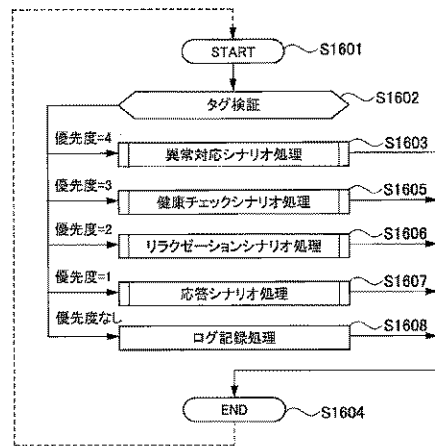 START
S1601
タグ検証
S1602
優先度=4
異常対応シナリオ処理
S1603
優先度=3
健康チェックシナリオ処理
S1605
優先度=2
リラクゼーションシナリオ処理
S1606
優先度=1
応答シナリオ処理
S1607
優先度なし
ログ記録処理
S1608
END
S1604